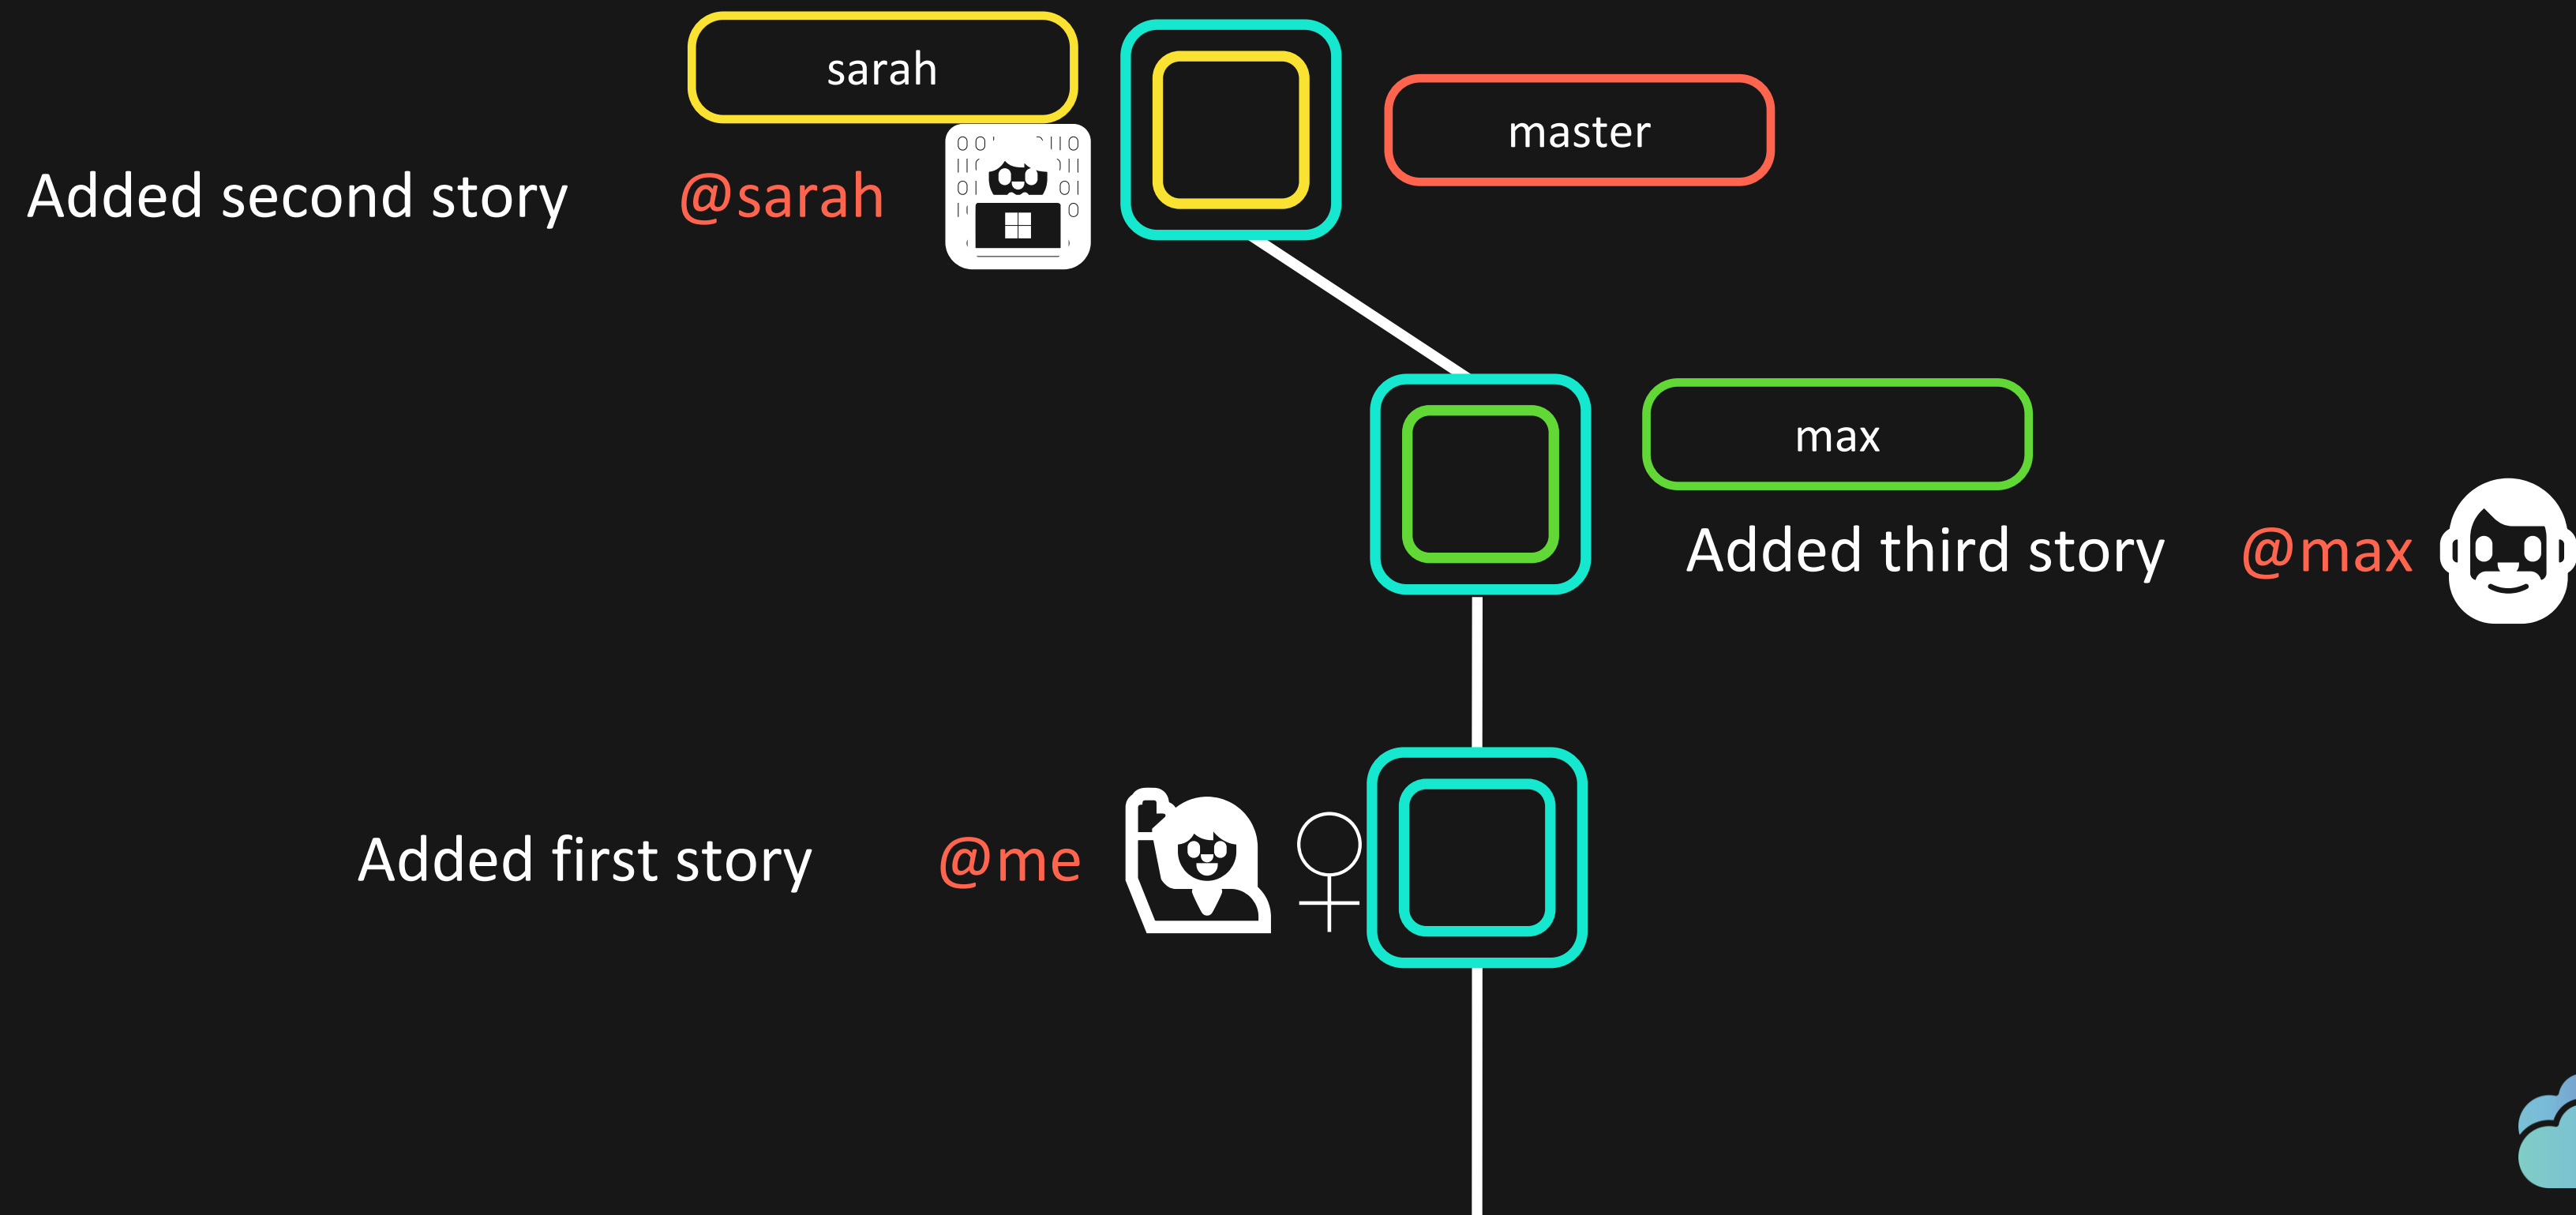 sarah
master
Added second story @sarah
max
Added third story @max
Added first story @me